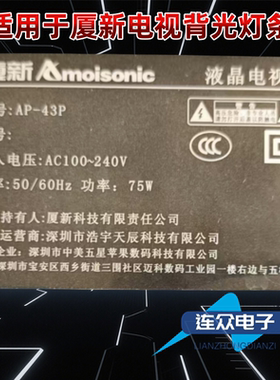 适用于厦新电视背光灯条
厦新 Amoisonic 液晶电视
号: AP-43P
号:
入电压:AC100~240V
率:50/60Hz 功率: 75W
持有人:厦新科技有限责任公司
运营商:深圳市浩宇天辰科技有限公司
深圳市中美五星苹果数码科技有限公司
深圳市宝安区西乡街道三围社区迈科数码工业园一楼右边与五
连众电子
LIANZHONGDIANZI